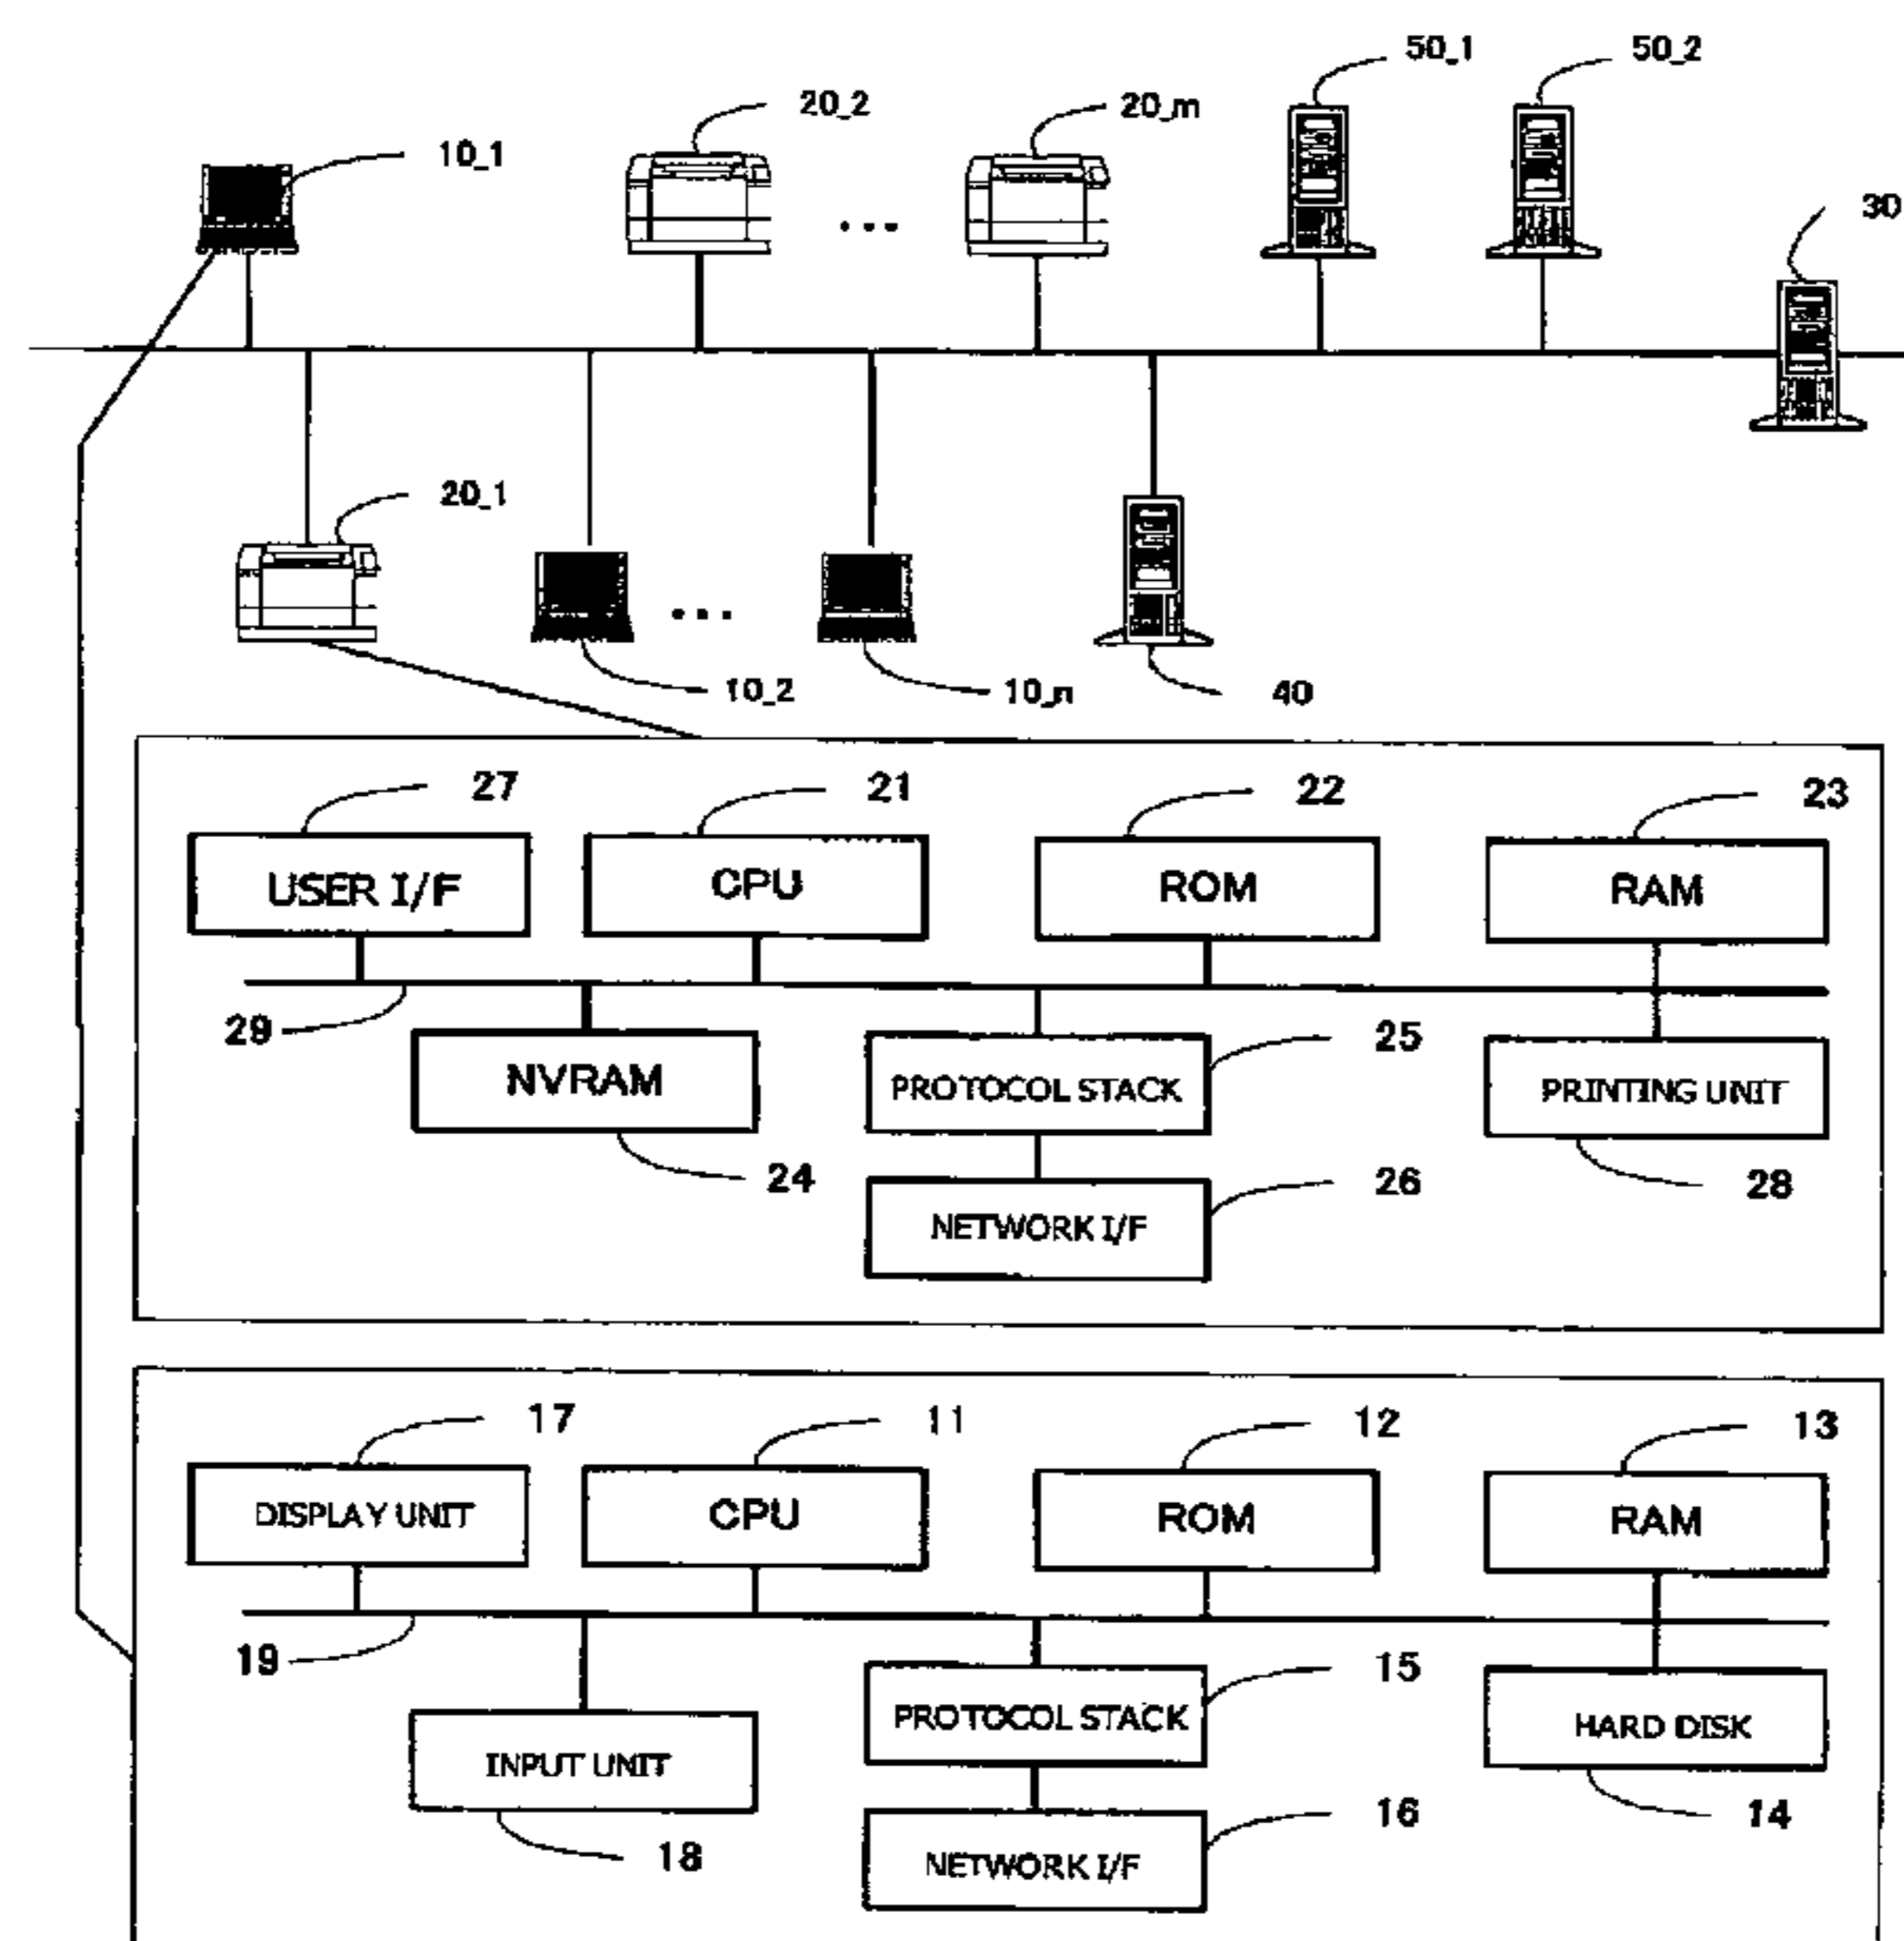 50_1 50_2
20_2 20_m
10_1
30
20_1
10_2 10_n 40
27 21 22 23
USER I/F CPU ROM RAM
29
25
NVRAM PROTOCOL STACK PRINTING UNIT
24 26 28
NETWORK I/F
17 11 12 13
DISPLAY UNIT CPU ROM RAM
19 15
PROTOCOL STACK HARD DISK
INPUT UNIT
16 14
18
NETWORK I/F